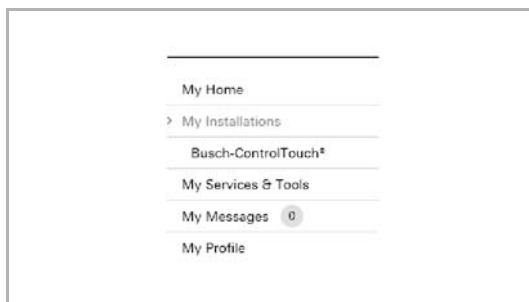 My Home
My Installations
Busch-ControlTouch®
My Services & Tools
My Messages 0
My Profile